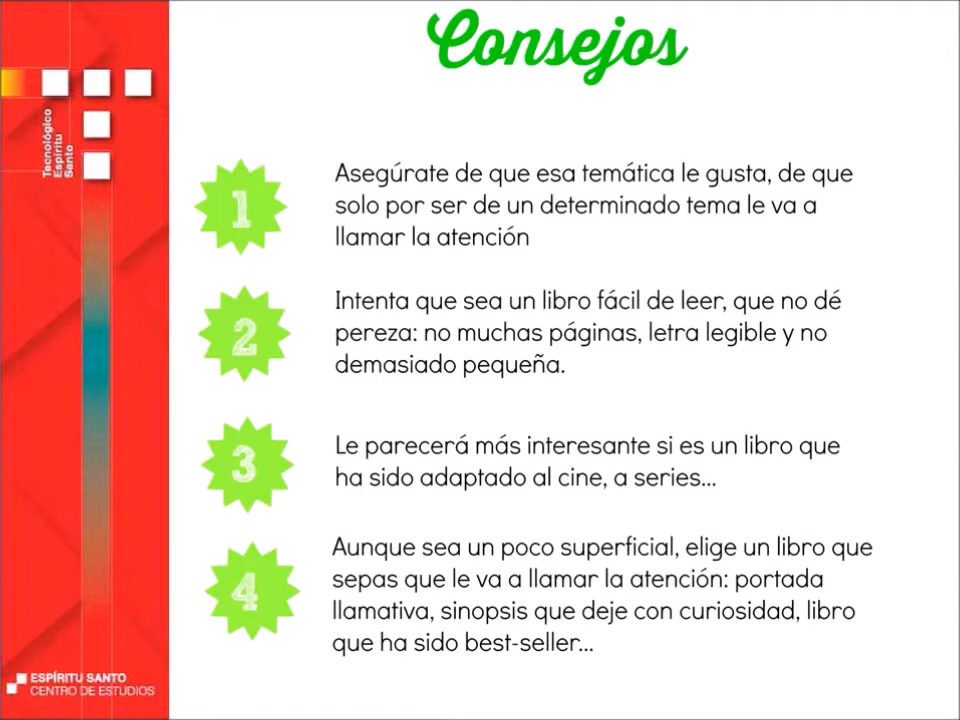 Consejos
Tecnológico
Espíritu
Santo
1
Asegúrate de que esa temática le gusta, de que
solo por ser de un determinado tema le va a
llamar la atención
2
Intenta que sea un libro fácil de leer, que no dé
pereza: no muchas páginas, letra legible y no
demasiado pequeña.
3
Le parecerá más interesante si es un libro que
ha sido adaptado al cine, a series...
4
Aunque sea un poco superficial, elige un libro que
sepas que le va a llamar la atención: portada
llamativa, sinopsis que deje con curiosidad, libro
que ha sido best-seller...
ESPÍRITU SANTO
CENTRO DE ESTUDIOS